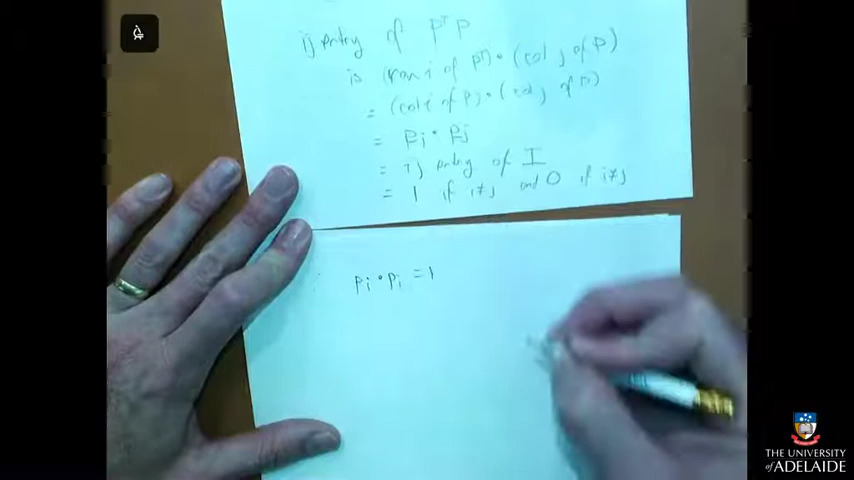 ij entry of PᵀP
is (row i of Pᵀ)·(col j of P)
= (col i of P)·(col j of P)
= pi · pj
= ij entry of I
= 1 if i≠j and 0 if i≠j
pi · pi = 1
THE UNIVERSITY
of ADELAIDE